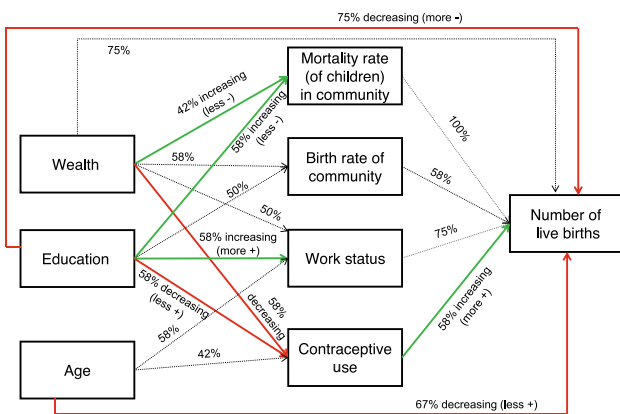 75% decreasing (more -)
75%
Mortality rate
(of children) in
community
42% increasing
(less -)
58% increasing
(less -)
100%
Wealth
58%
Birth rate of
community
58%
50%
50%
Number of
live births
75%
Education
58% increasing
(more +)
Work status
58% decreasing
(less +)
58%
decreasing
58%
58% increasing
(more +)
Age
42%
Contraceptive
use
67% decreasing (less +)